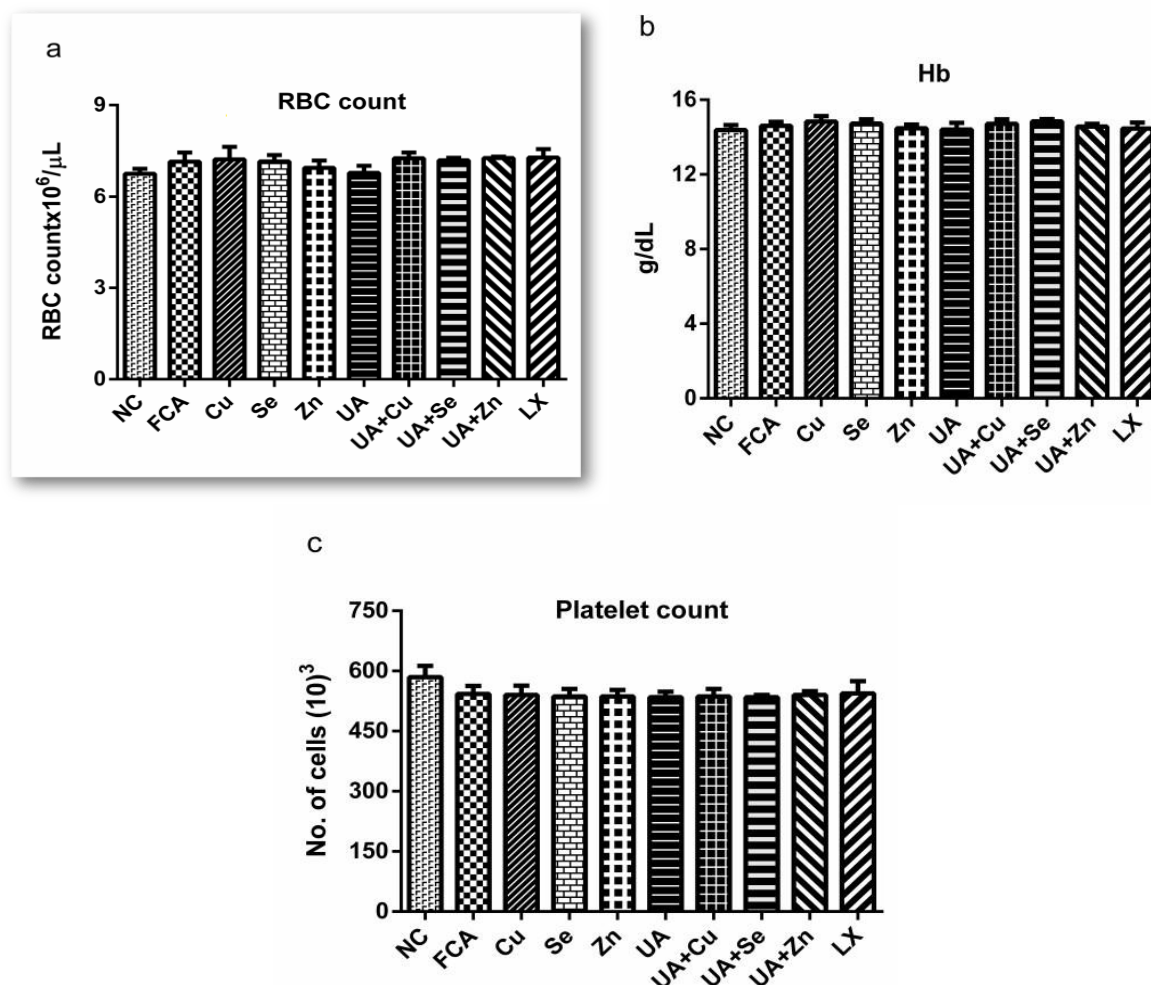 a
RBC count
RBC countx10⁶/μL
9
6
3
0
NC FCA Cu Se Zn UA UA+Cu UA+Se UA+Zn LX
b
Hb
g/dL
16
12
8
4
0
NC FCA Cu Se Zn UA UA+Cu UA+Se UA+Zn LX
c
Platelet count
No. of cells (10)³
750
600
450
300
150
0
NC FCA Cu Se Zn UA UA+Cu UA+Se UA+Zn LX